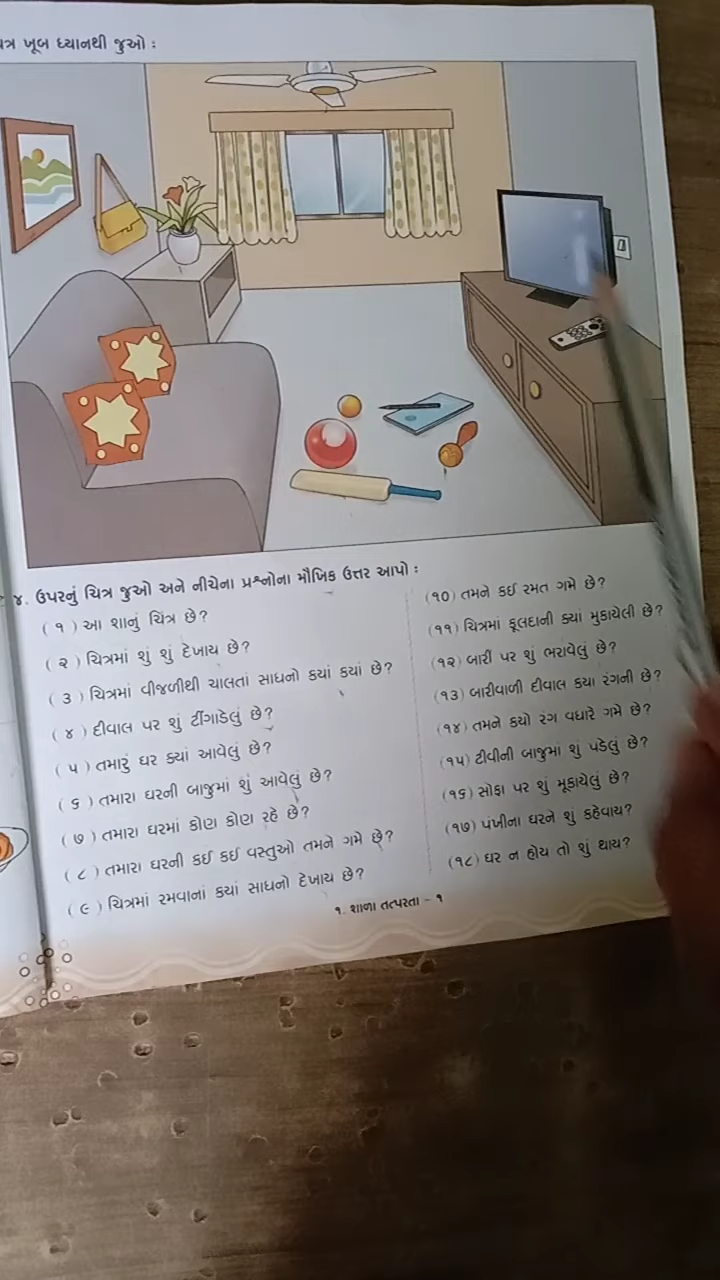 ત્ર ખૂબ ધ્યાનથી જુઓ :
૪. ઉપરનું ચિત્ર જુઓ અને નીચેના પ્રશ્નોના મૌખિક ઉત્તર આપો :
( ૧ ) આ શાનું ચિત્ર છે?
( ૨ ) ચિત્રમાં શું શું દેખાય છે?
( ૩ ) ચિત્રમાં વીજળીથી ચાલતાં સાધનો કયાં કયાં છે?
( ૪ ) દીવાલ પર શું ટીંગાડેલું છે?
( ૫ ) તમારું ઘર ક્યાં આવેલું છે?
( ૬ ) તમારા ઘરની બાજુમાં શું આવેલું છે?
( ૭ ) તમારા ઘરમાં કોણ કોણ રહે છે?
( ૮ ) તમારા ઘરની કઈ કઈ વસ્તુઓ તમને ગમે છે?
( ૯ ) ચિત્રમાં રમવાનાં કયાં સાધનો દેખાય છે?
(૧૦) તમને કઈ રમત ગમે છે?
(૧૧) ચિત્રમાં ફૂલદાની ક્યાં મુકાયેલી છે?
(૧૨) બારી પર શું ભરાવેલું છે?
(૧૩) બારીવાળી દીવાલ કયા રંગની છે?
(૧૪) તમને કયો રંગ વધારે ગમે છે?
(૧૫) ટીવીની બાજુમાં શું પડેલું છે?
(૧૬) સોફા પર શું મૂકાયેલું છે?
(૧૭) પંખીના ઘરને શું કહેવાય?
(૧૮) ઘર ન હોય તો શું થાય?
૧. શાળા તત્પરતા - ૧